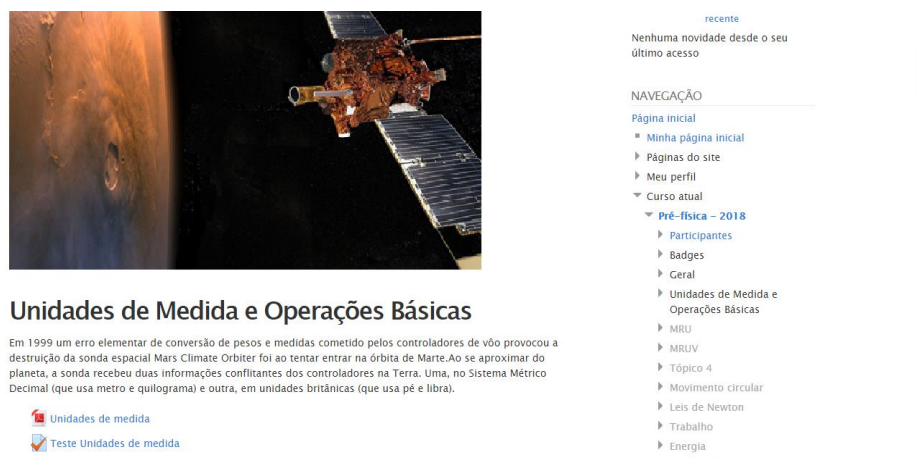 Unidades de Medida e Operações Básicas
Em 1999 um erro elementar de conversão de pesos e medidas cometido pelos controladores de vôo provocou a
destruição da sonda espacial Mars Climate Orbiter foi ao tentar entrar na órbita de Marte.Ao se aproximar do
planeta, a sonda recebeu duas informações conflitantes dos controladores na Terra. Uma, no Sistema Métrico
Decimal (que usa metro e quilograma) e outra, em unidades britânicas (que usa pé e libra).
Unidades de medida
Teste Unidades de medida
recente
Nenhuma novidade desde o seu
último acesso
NAVEGAÇÃO
Página inicial
Minha página inicial
Páginas do site
Meu perfil
Curso atual
Pré-física - 2018
Participantes
Badges
Geral
Unidades de Medida e
Operações Básicas
MRU
MRUV
Tópico 4
Movimento circular
Leis de Newton
Trabalho
Energia